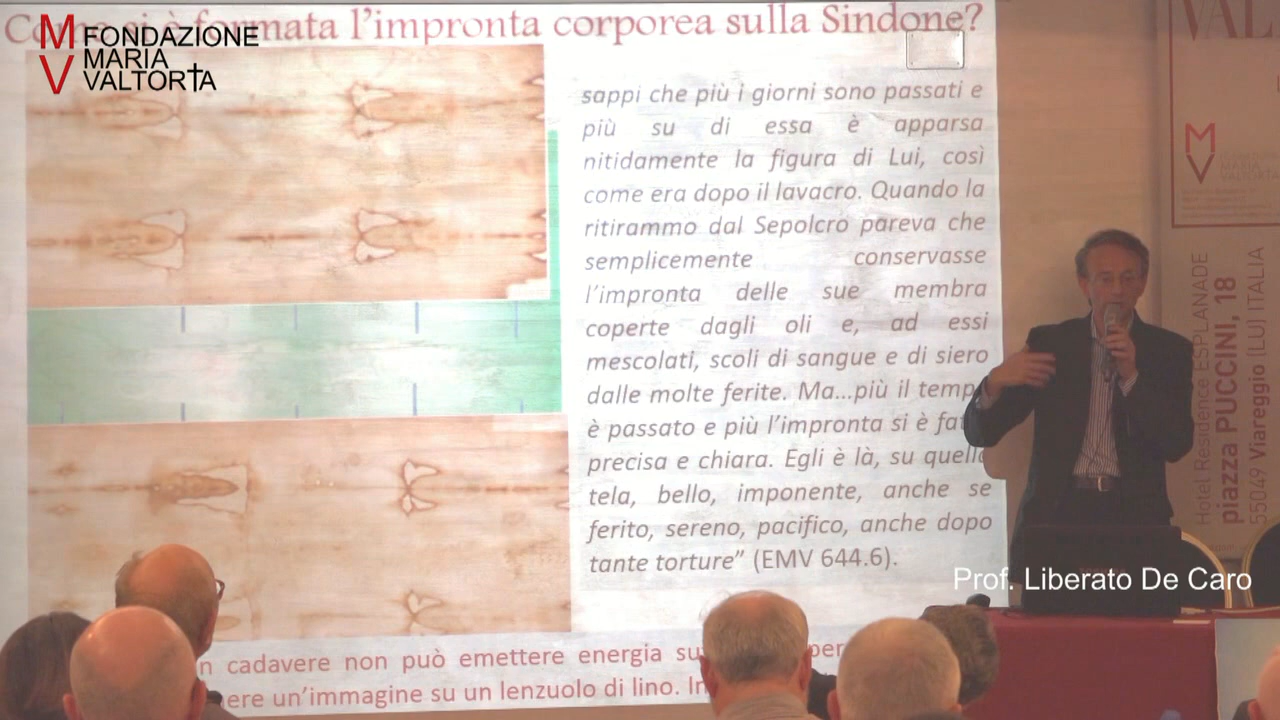 Come si è formata l'impronta corporea sulla Sindone?
M V FONDAZIONE
MARIA
VALTORTA
sappi che più i giorni sono passati e
più su di essa è apparsa
nitidamente la figura di Lui, così
come era dopo il lavacro. Quando la
ritirammo dal Sepolcro pareva che
semplicemente conservasse
l'impronta delle sue membra
coperte dagli oli e, ad essi
mescolati, scoli di sangue e di siero
dalle molte ferite. Ma...più il temp
è passato e più l'impronta si è fat
precisa e chiara. Egli è là, su quell
tela, bello, imponente, anche se
ferito, sereno, pacifico, anche dopo
tante torture" (EMV 644.6).
n cadavere non può emettere energia su per
ere un'immagine su un lenzuolo di lino. In
VAL
M V
MARIA
Hotel Residence ESPLANADE
piazza PUCCINI, 18
55049 Viareggio (LU) ITALIA
Prof. Liberato De Caro